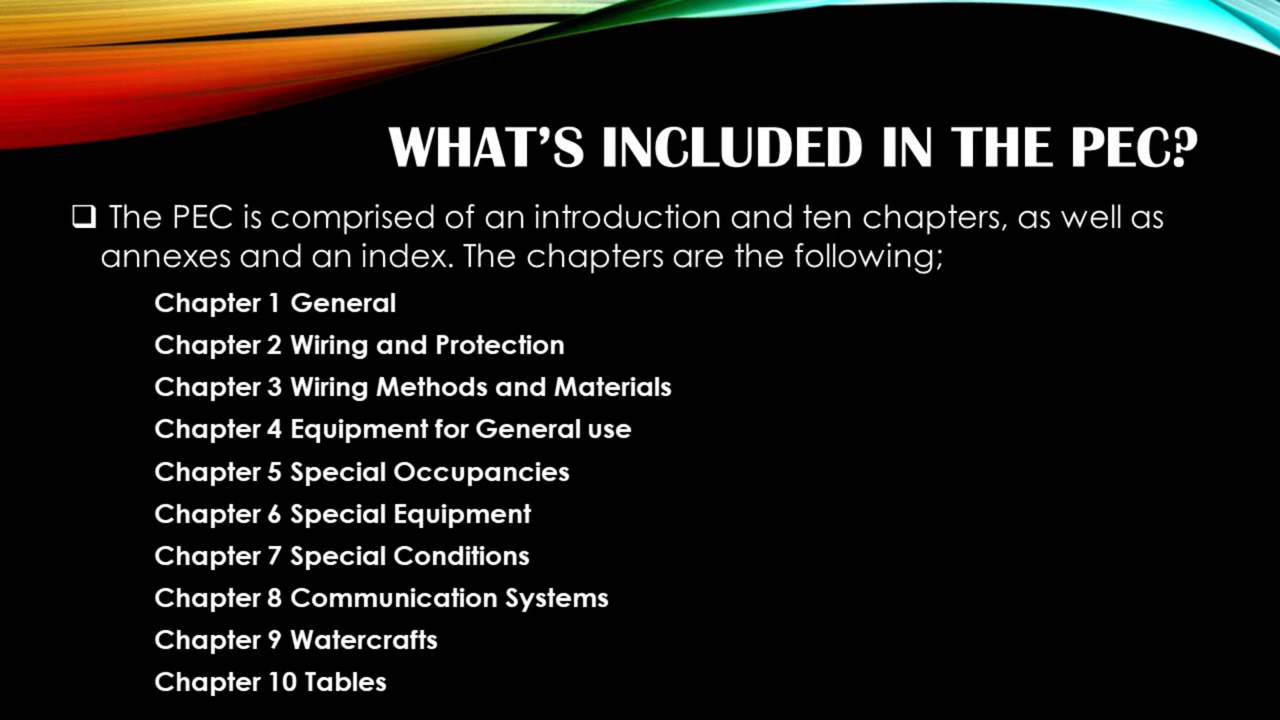 WHAT'S INCLUDED IN THE PEC?
❑ The PEC is comprised of an introduction and ten chapters, as well as
annexes and an index. The chapters are the following;
Chapter 1 General
Chapter 2 Wiring and Protection
Chapter 3 Wiring Methods and Materials
Chapter 4 Equipment for General use
Chapter 5 Special Occupancies
Chapter 6 Special Equipment
Chapter 7 Special Conditions
Chapter 8 Communication Systems
Chapter 9 Watercrafts
Chapter 10 Tables